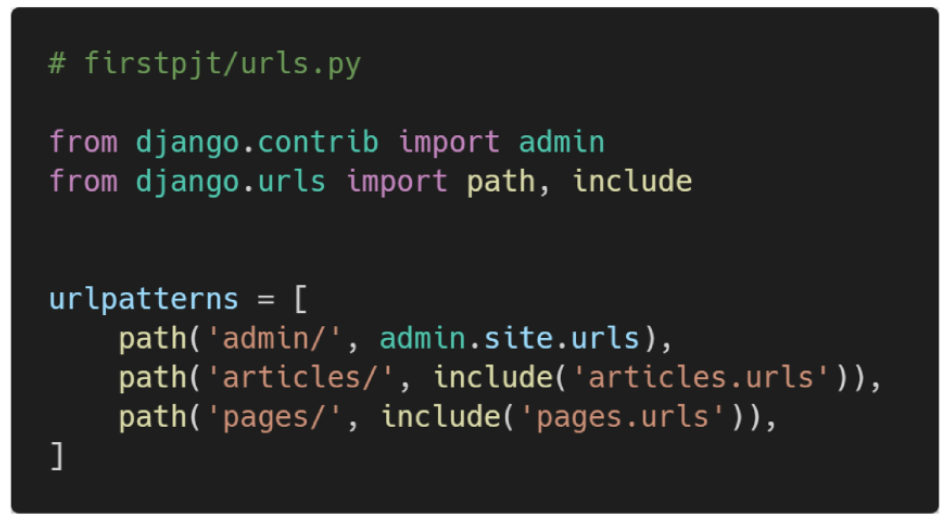 # firstpjt/urls.py
from django.contrib import admin
from django.urls import path, include
urlpatterns = [
    path('admin/', admin.site.urls),
    path('articles/', include('articles.urls')),
    path('pages/', include('pages.urls')),
]